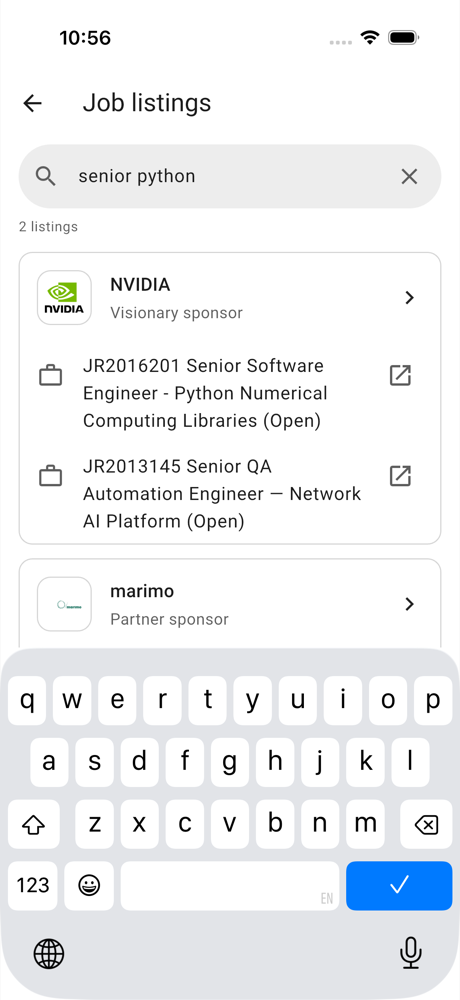 10:56
Job listings
senior python
2 listings
NVIDIA
NVIDIA
Visionary sponsor
JR2016201 Senior Software
Engineer - Python Numerical
Computing Libraries (Open)
JR2013145 Senior QA
Automation Engineer — Network
AI Platform (Open)
marimo
Partner sponsor
q w e r t y u i o p
a s d f g h j k l
z x c v b n m
123
EN